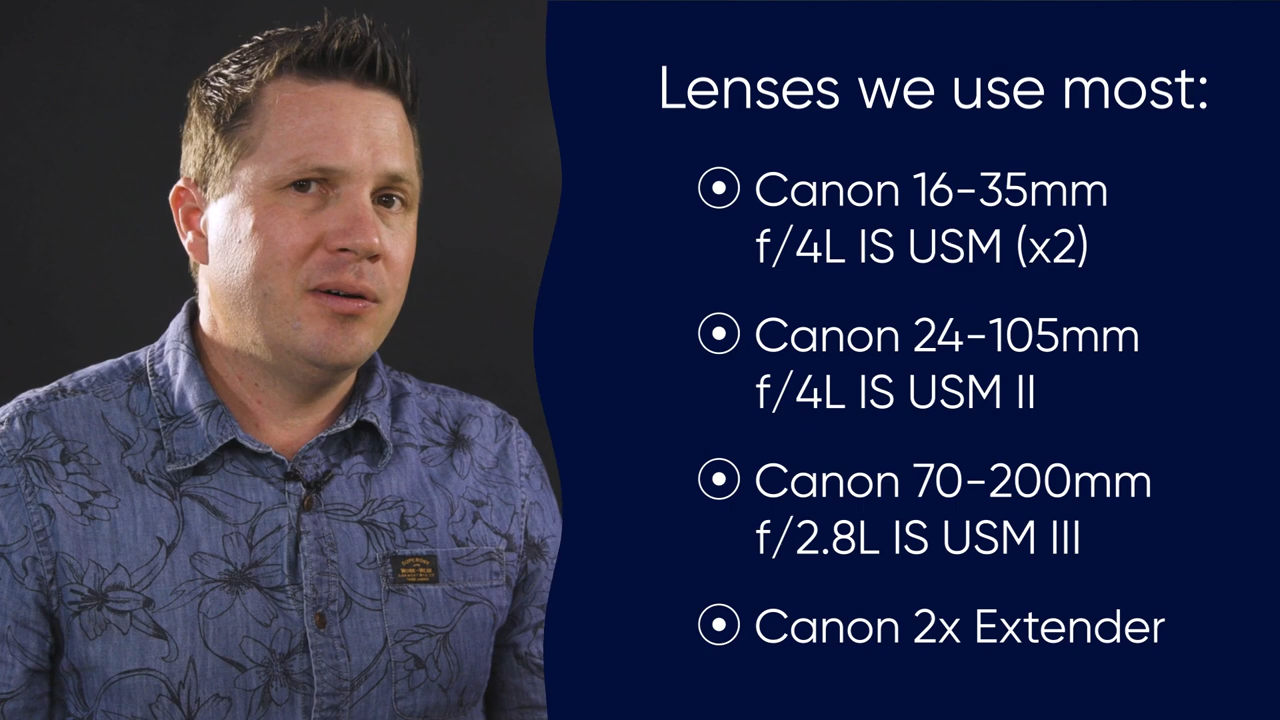 Lenses we use most:
Canon 16-35mm
f/4L IS USM (x2)
Canon 24-105mm
f/4L IS USM II
Canon 70-200mm
f/2.8L IS USM III
Canon 2x Extender